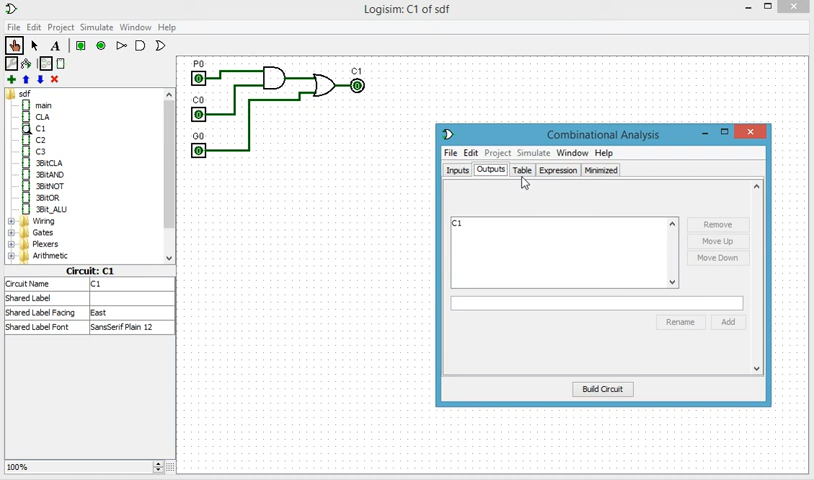 Logisim: C1 of sdf
File Edit Project Simulate Window Help
A
sdf
main
CLA
C1
C2
C3
3BitCLA
3BitAND
3BitNOT
3BitOR
3Bit_ALU
Wiring
Gates
Plexers
Arithmetic
Circuit: C1
Circuit Name C1
Shared Label
Shared Label Facing East
Shared Label Font SansSerif Plain 12
100%
P0
0
C0
0
G0
0
C1
0
Combinational Analysis
File Edit Project Simulate Window Help
Inputs Outputs Table Expression Minimized
C1
Remove
Move Up
Move Down
Rename Add
Build Circuit